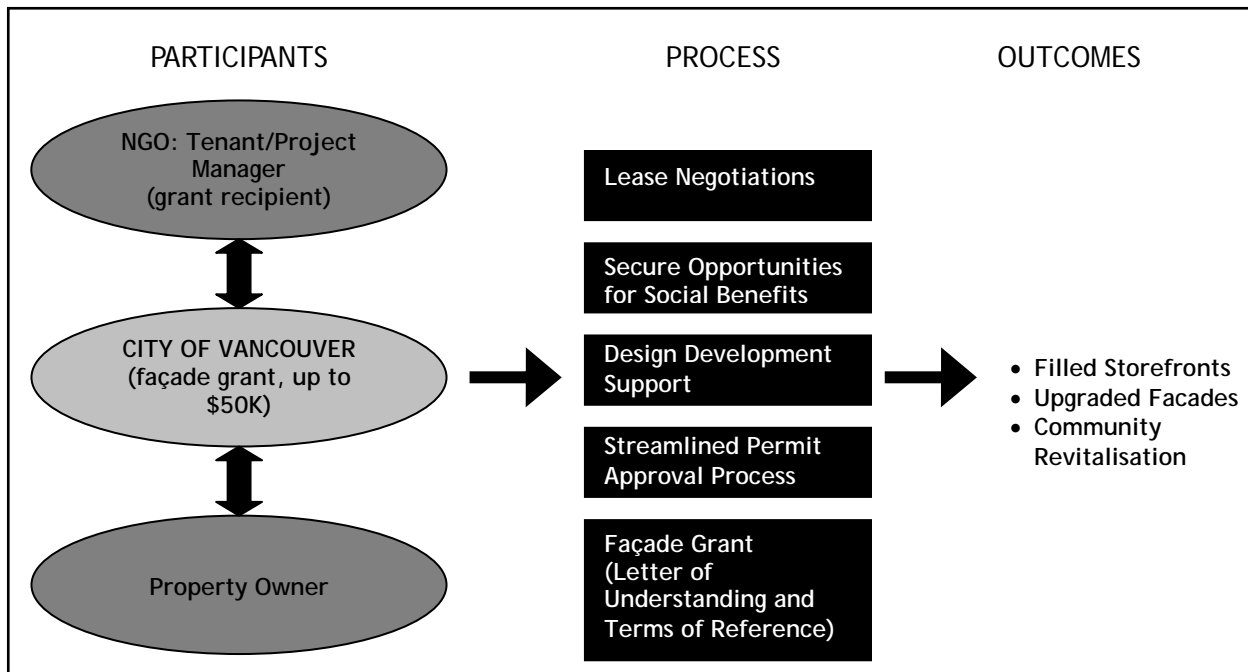 PARTICIPANTS
PROCESS
OUTCOMES
NGO: Tenant/Project
Manager
(grant recipient)
CITY OF VANCOUVER
(façade grant, up to
$50K)
Property Owner
Lease Negotiations
Secure Opportunities
for Social Benefits
Design Development
Support
Streamlined Permit
Approval Process
Façade Grant
(Letter of
Understanding and
Terms of Reference)
• Filled Storefronts
• Upgraded Facades
• Community
Revitalisation